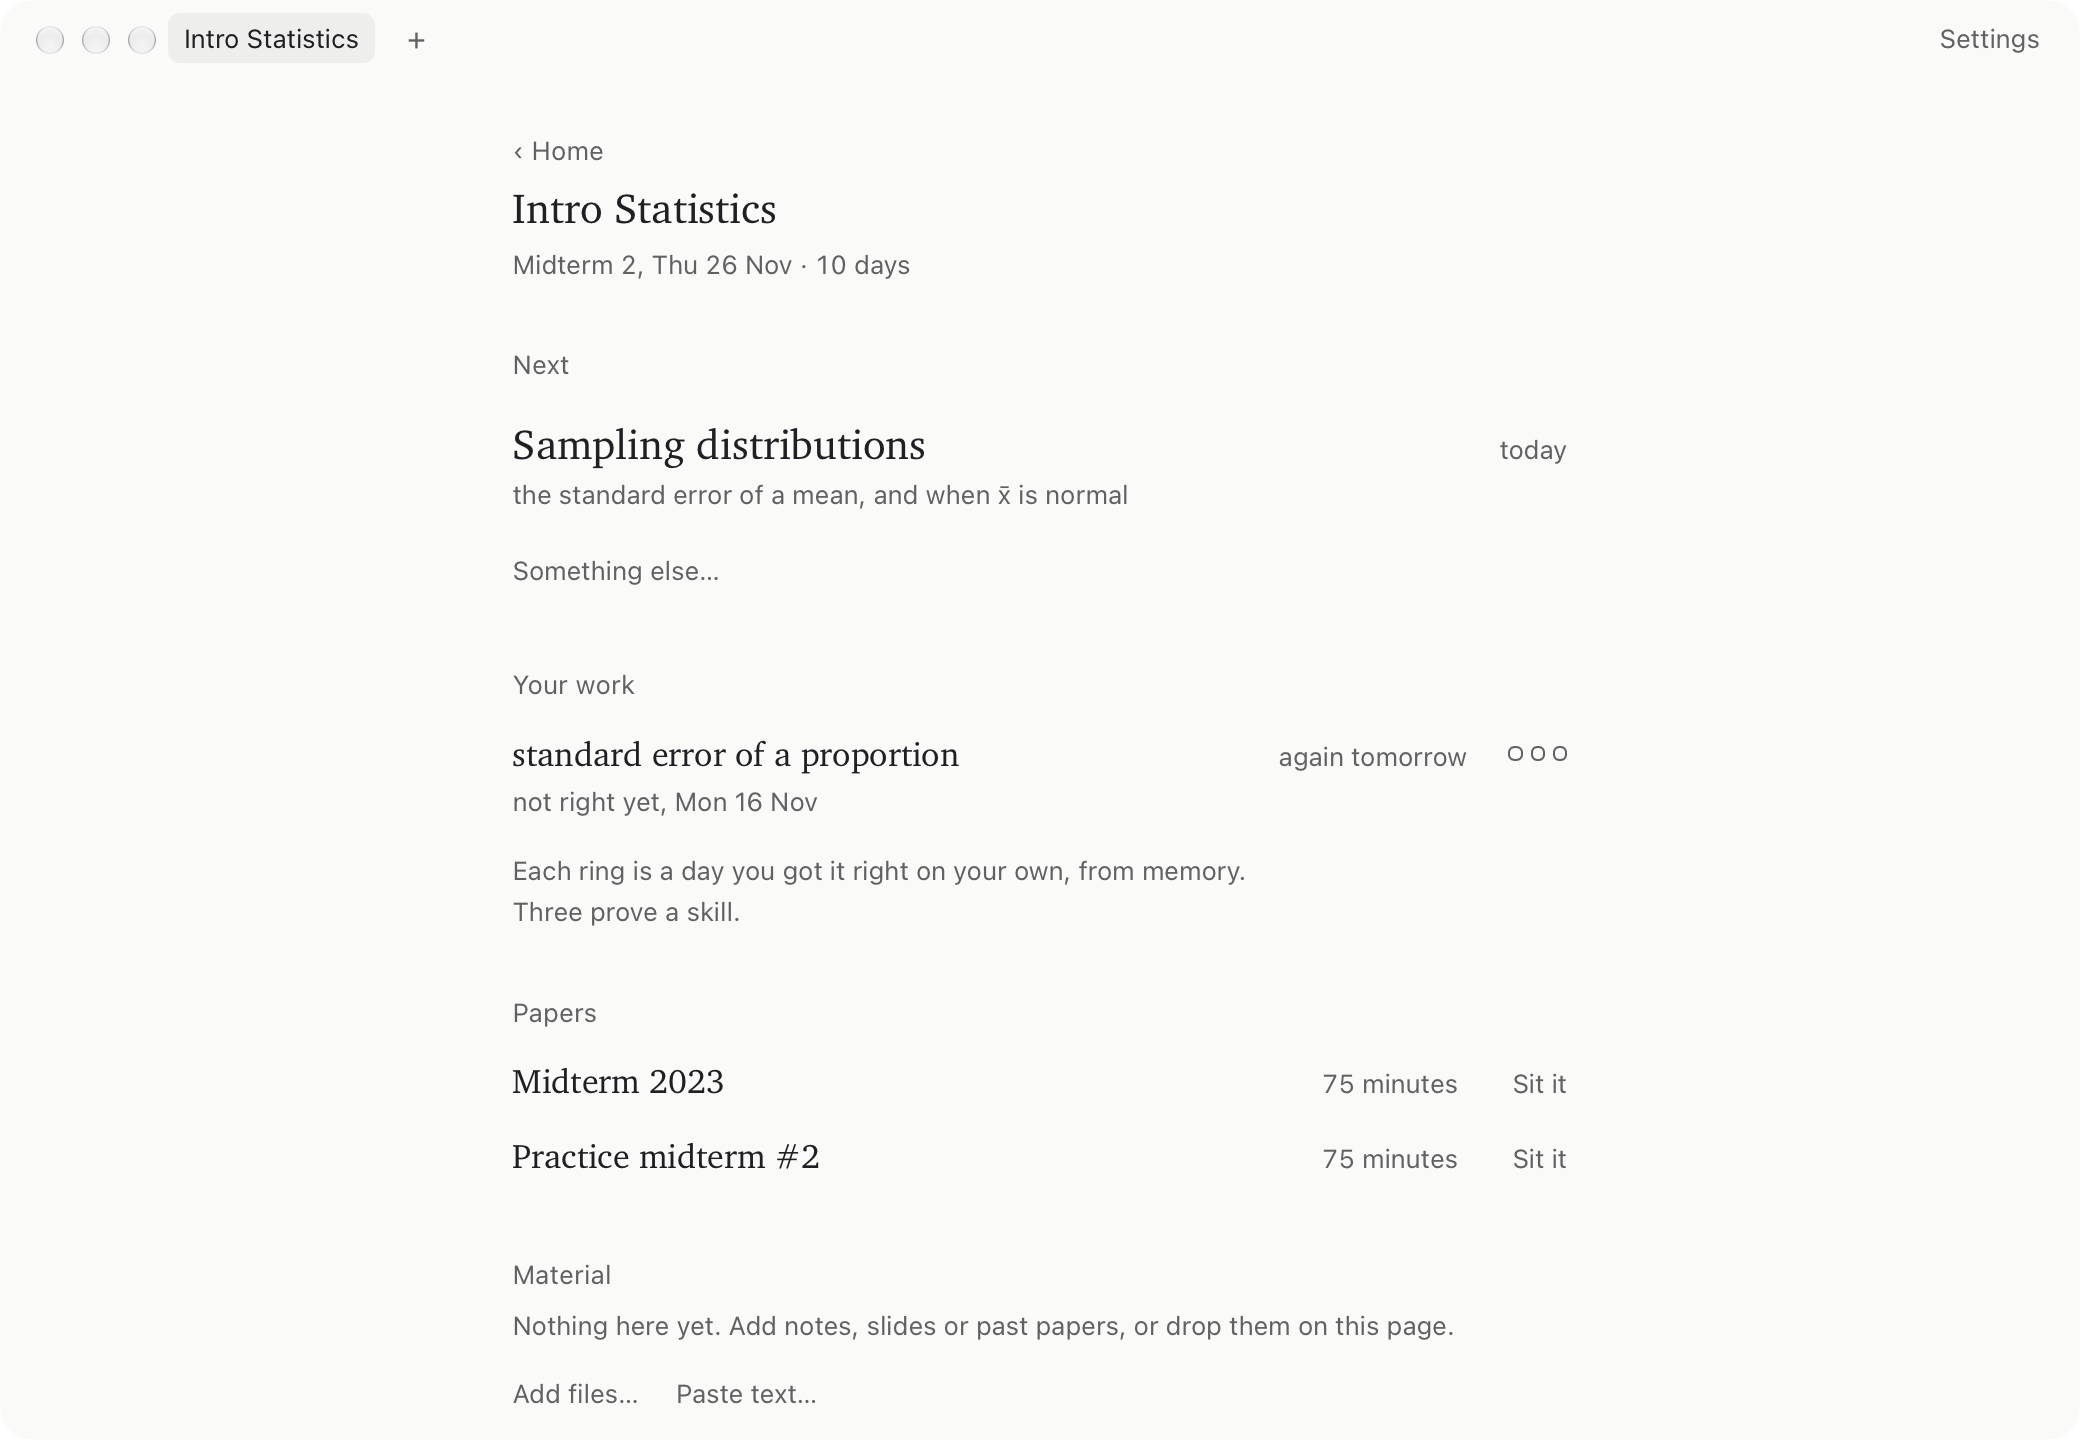 Intro Statistics
+
Settings
‹ Home
Intro Statistics
Midterm 2, Thu 26 Nov · 10 days
Next
Sampling distributions
today
the standard error of a mean, and when x̄ is normal
Something else…
Your work
standard error of a proportion
again tomorrow
not right yet, Mon 16 Nov
Each ring is a day you got it right on your own, from memory.
Three prove a skill.
Papers
Midterm 2023
75 minutes
Sit it
Practice midterm #2
75 minutes
Sit it
Material
Nothing here yet. Add notes, slides or past papers, or drop them on this page.
Add files…
Paste text…